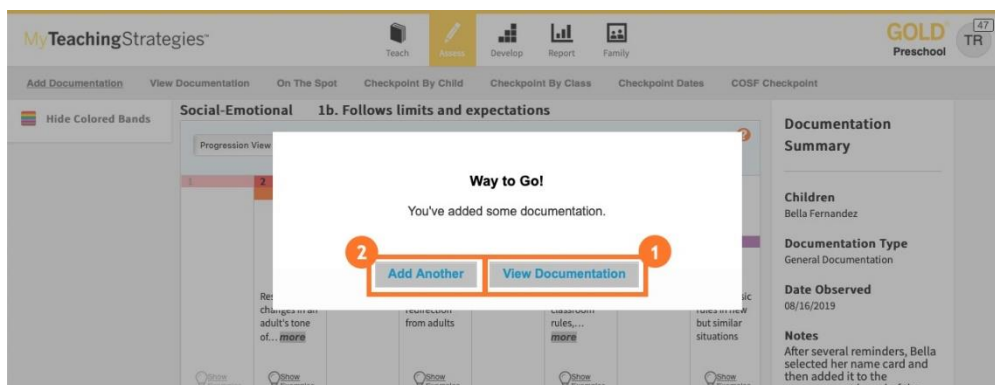 MyTeachingStrategies™
Teach
Assess
Develop
Report
Family
GOLD®
Preschool
47
TR
Add Documentation
View Documentation
On The Spot
Checkpoint By Child
Checkpoint By Class
Checkpoint Dates
COSF Checkpoint
Hide Colored Bands
Social-Emotional 1b. Follows limits and expectations
Progression View
?
1
2
Way to Go!
You've added some documentation.
2
1
Add Another
View Documentation
changes in an
adult's tone
of... more
redirection
from adults
classroom
rules,...
more
rules in new
but similar
situations
Show
Show
Show
Show
Show
Documentation
Summary
Children
Bella Fernandez
Documentation Type
General Documentation
Date Observed
08/16/2019
Notes
After several reminders, Bella
selected her name card and
then added it to the